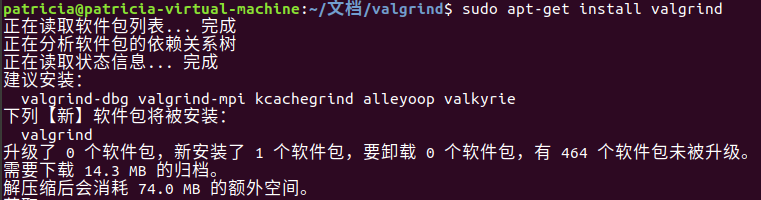 patricia@patricia-virtual-machine:~/文档/valgrind$ sudo apt-get install valgrind
正在读取软件包列表... 完成
正在分析软件包的依赖关系树
正在读取状态信息... 完成
建议安装：
  valgrind-dbg valgrind-mpi kcachegrind alleyoop valkyrie
下列【新】软件包将被安装：
  valgrind
升级了 0 个软件包，新安装了 1 个软件包，要卸载 0 个软件包，有 464 个软件包未被升级。
需要下载 14.3 MB 的归档。
解压缩后会消耗 74.0 MB 的额外空间。